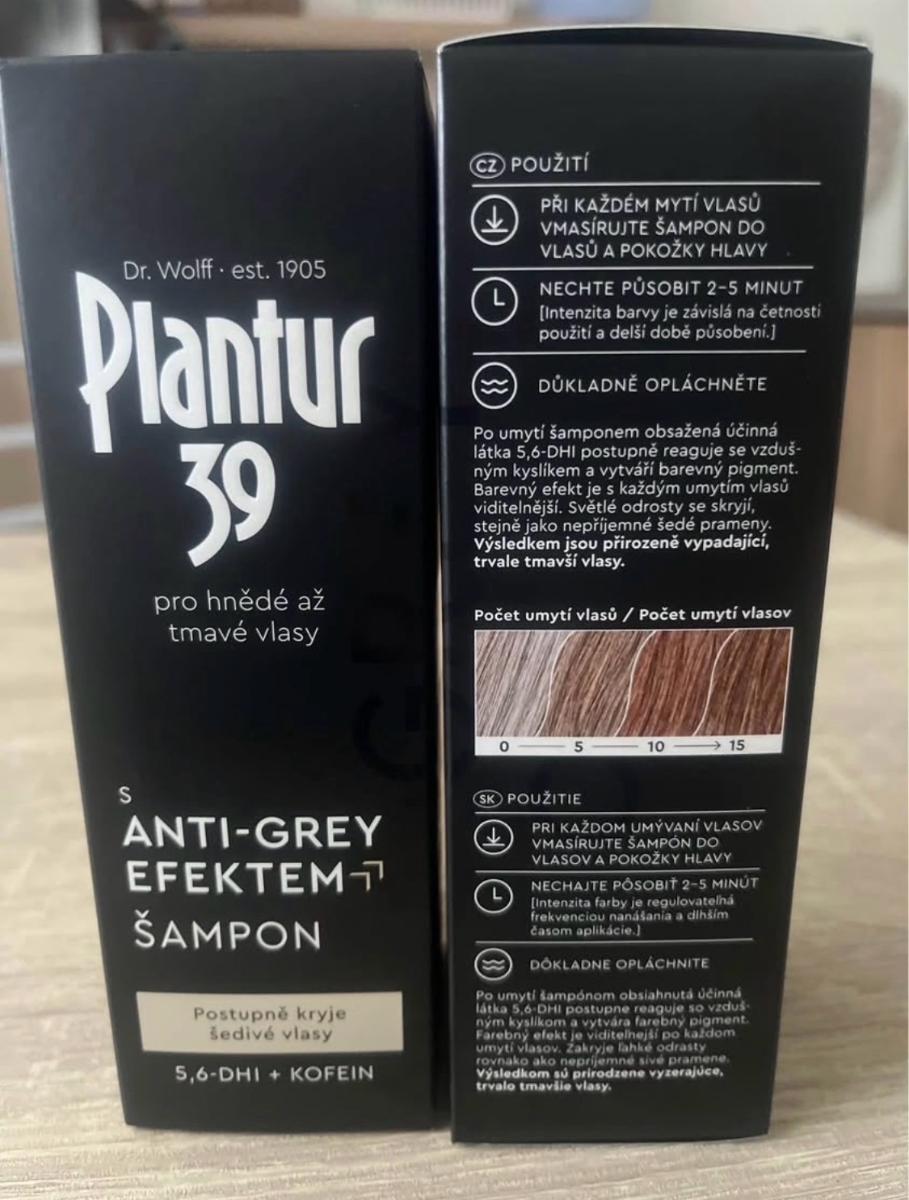 Dr. Wolff · est. 1905
Plantur
39
pro hnědé až
tmavé vlasy
S
ANTI-GREY
EFEKTEM
ŠAMPON
Postupně kryje
šedivé vlasy
5,6-DHI + KOFEIN
CZ POUŽITÍ
PŘI KAŽDÉM MYTÍ VLASŮ
VMASÍRUJTE ŠAMPON DO
VLASŮ A POKOŽKY HLAVY
NECHTE PŮSOBIT 2–5 MINUT
[Intenzita barvy je závislá na četnosti
použití a delší době působení.]
DŮKLADNĚ OPLÁCHNĚTE
Po umytí šamponem obsažená účinná
látka 5,6-DHI postupně reaguje se vzduš-
ným kyslíkem a vytváří barevný pigment.
Barevný efekt je s každým umytím vlasů
viditelnější. Světlé odrosty se skryjí,
stejně jako nepříjemné šedé prameny.
Výsledkem jsou přirozeně vypadající,
trvale tmavší vlasy.
Počet umytí vlasů / Počet umytí vlasov
0 5 10 15
SK POUŽITIE
PRI KAŽDOM UMÝVANÍ VLASOV
VMASÍRUJTE ŠAMPÓN DO
VLASOV A POKOŽKY HLAVY
NECHAJTE PÔSOBIŤ 2–5 MINÚT
[Intenzita farby je regulovateľná
frekvenciou nanášania a dlhším
časom aplikácie.]
DÔKLADNE OPLÁCHNITE
Po umytí šampónom obsiahnutá účinná
látka 5,6-DHI postupne reaguje so vzduš-
ným kyslíkom a vytvára farebný pigment.
Farebný efekt je viditeľnejší po každom
umytí vlasov. Zakryje ľahké odrasty
rovnako ako nepríjemné sivé pramene.
Výsledkom sú prirodzene vyzerajúce,
trvalo tmavšie vlasy.